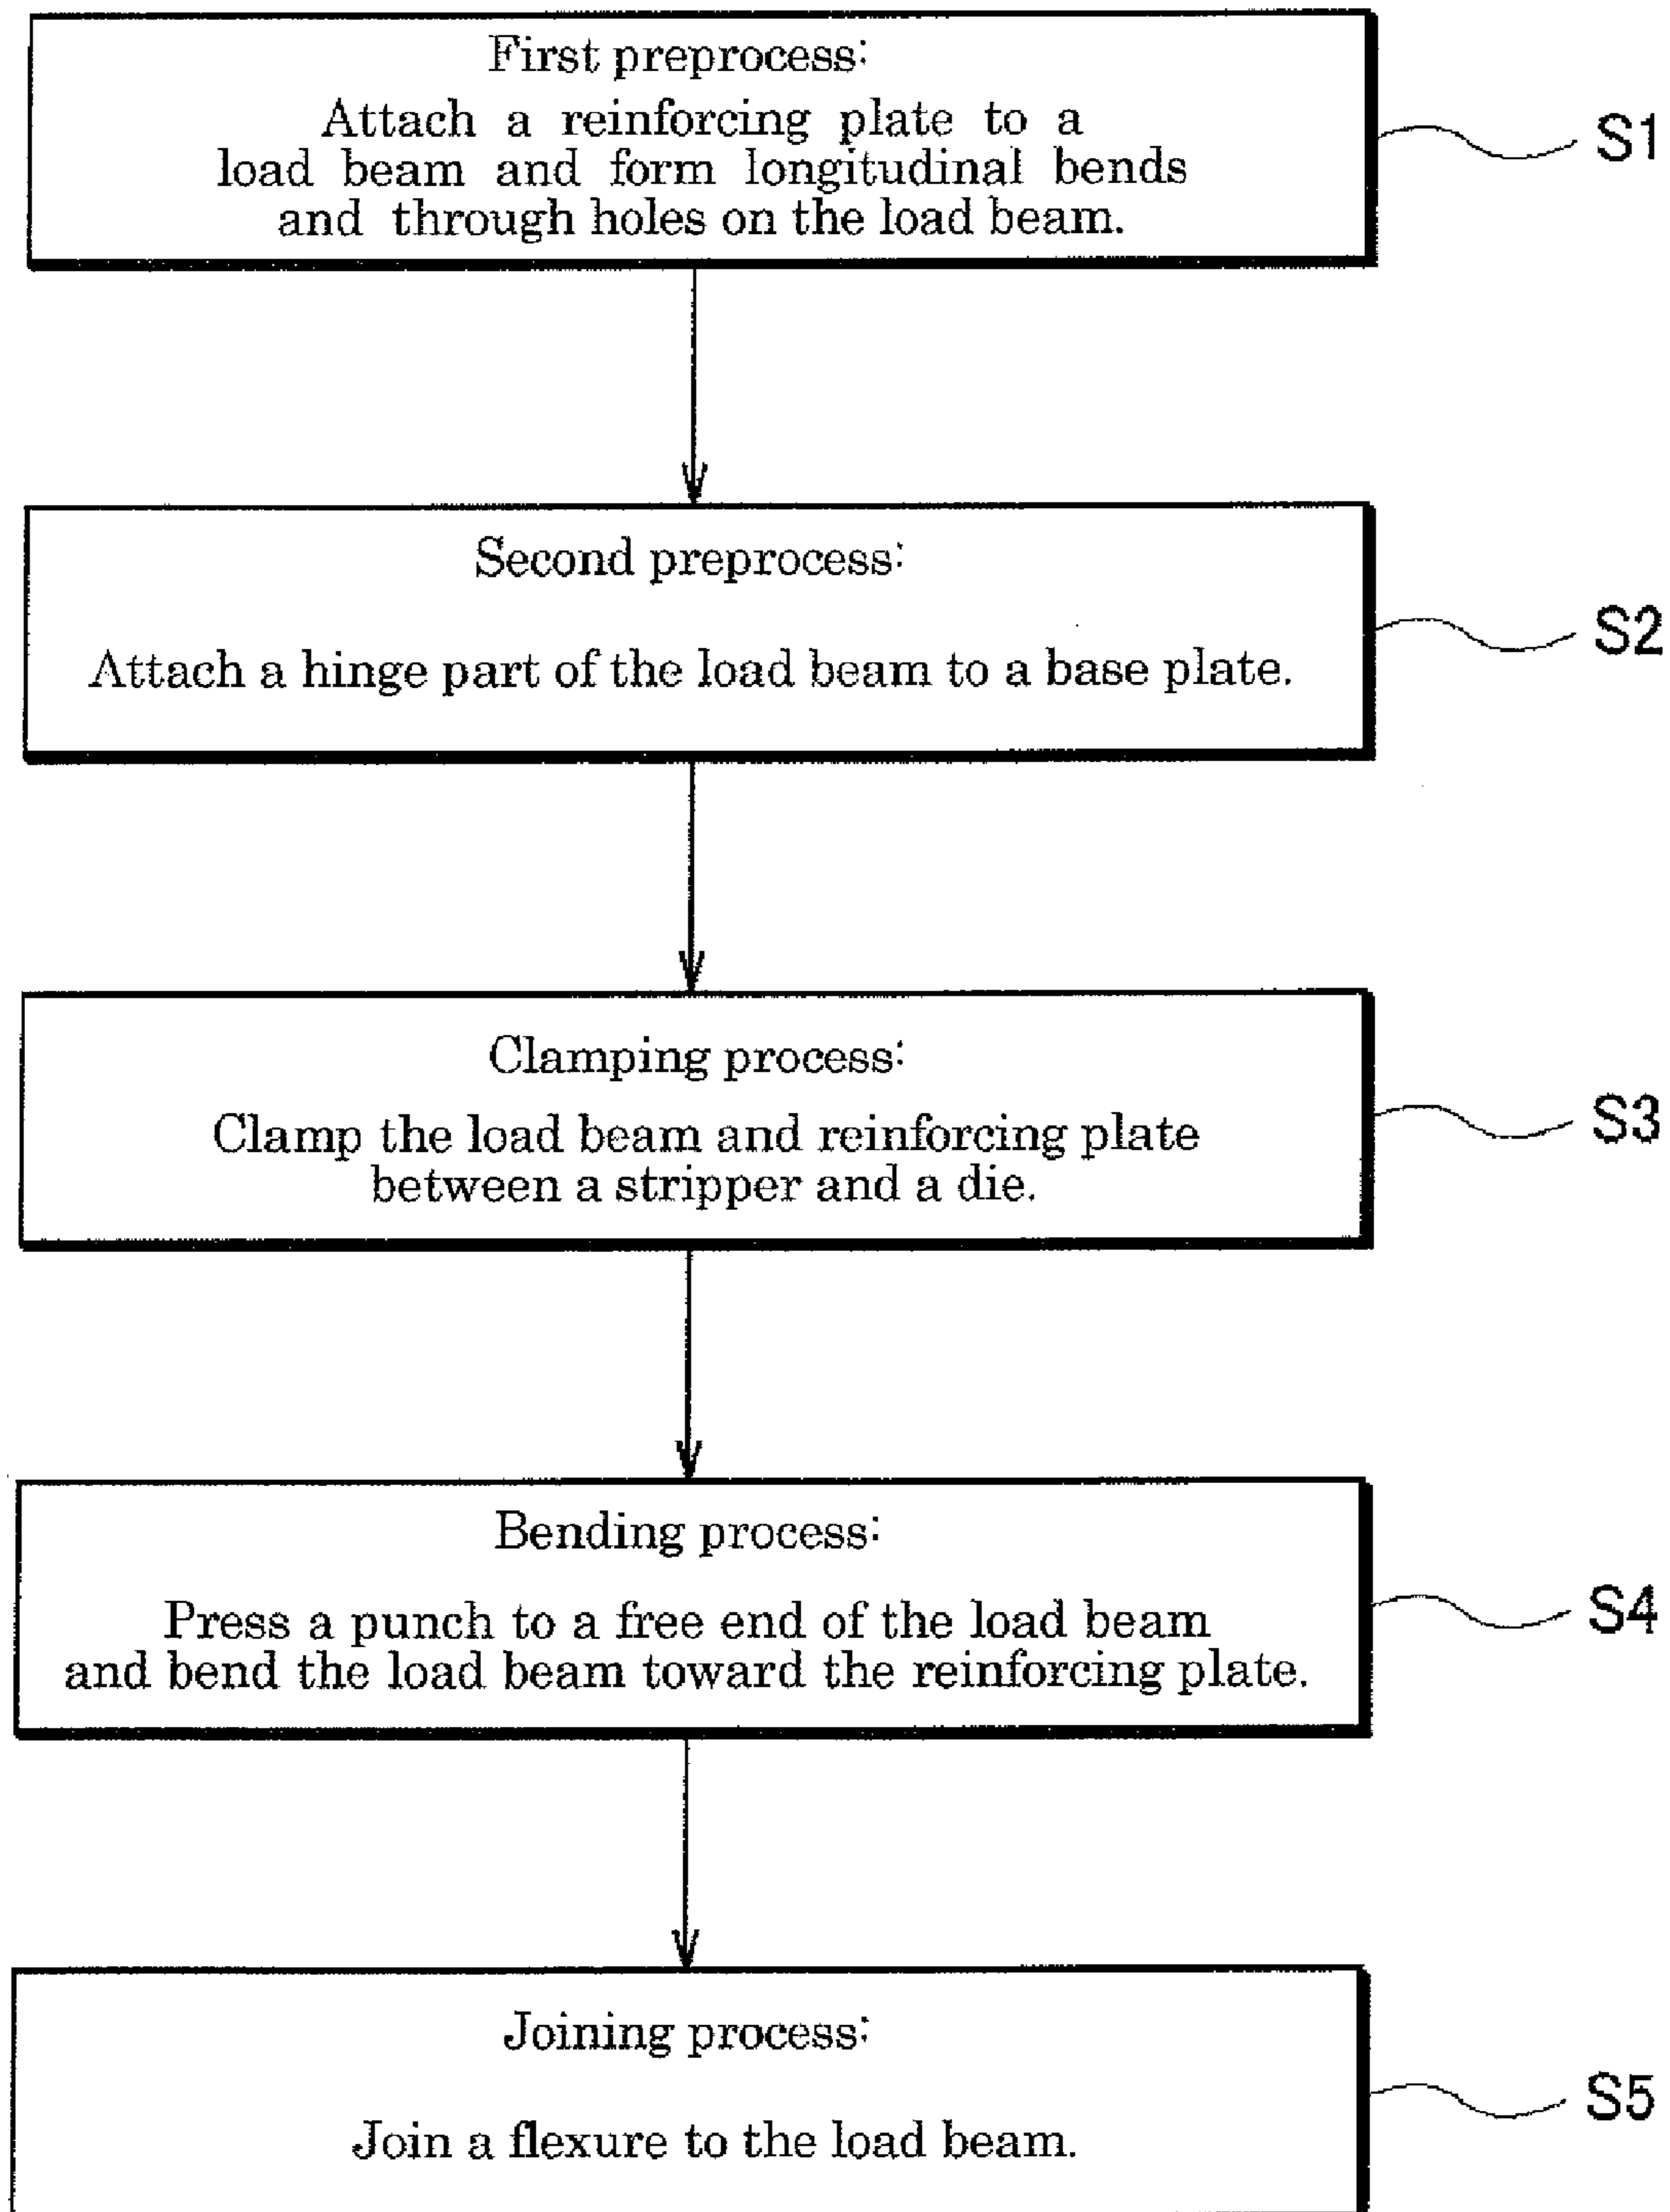 First preprocess:
Attach a reinforcing plate to a
load beam and form longitudinal bends
and through holes on the load beam.
S1
Second preprocess:
Attach a hinge part of the load beam to a base plate.
S2
Clamping process:
Clamp the load beam and reinforcing plate
between a stripper and a die.
S3
Bending process:
Press a punch to a free end of the load beam
and bend the load beam toward the reinforcing plate.
S4
Joining process:
Join a flexure to the load beam.
S5